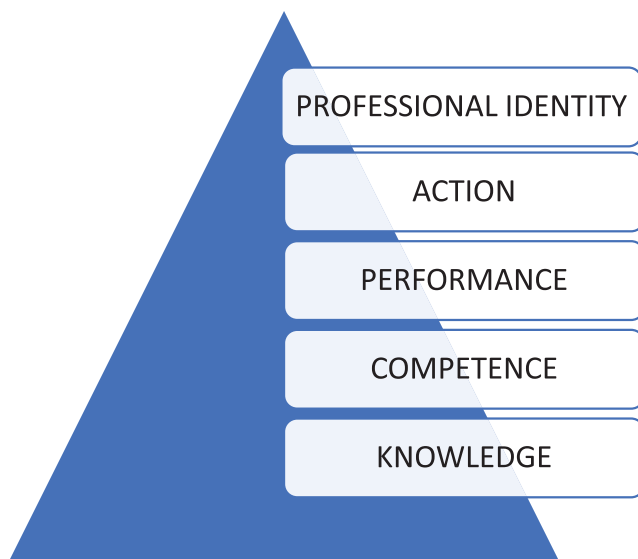 PROFESSIONAL IDENTITY
ACTION
PERFORMANCE
COMPETENCE
KNOWLEDGE